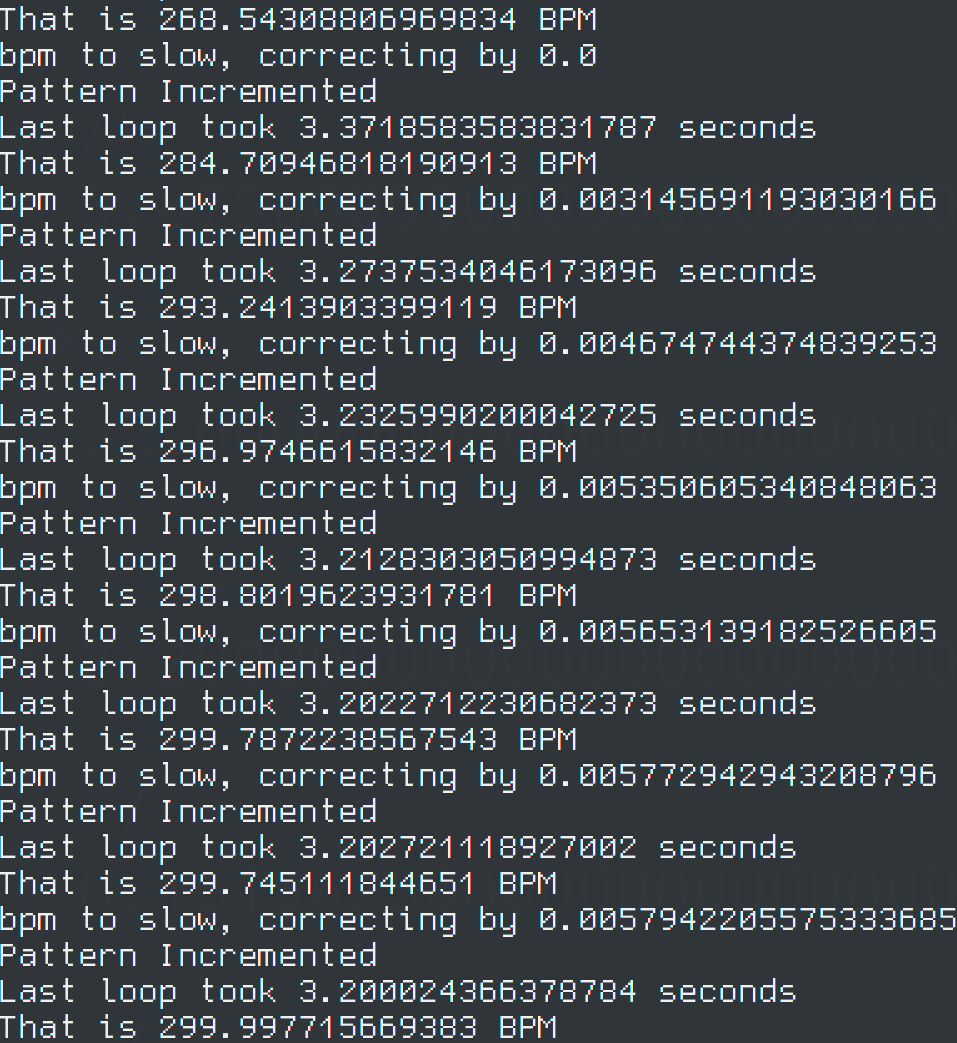 That is 268.54308806969834 BPM
bpm to slow, correcting by 0.0
Pattern Incremented
Last loop took 3.3718583583831787 seconds
That is 284.70946818190913 BPM
bpm to slow, correcting by 0.003145691193030166
Pattern Incremented
Last loop took 3.2737534046173096 seconds
That is 293.2413903399119 BPM
bpm to slow, correcting by 0.004674744374839253
Pattern Incremented
Last loop took 3.2325990200042725 seconds
That is 296.9746615832146 BPM
bpm to slow, correcting by 0.005350605340848063
Pattern Incremented
Last loop took 3.2128303050994873 seconds
That is 298.8019623931781 BPM
bpm to slow, correcting by 0.005653139182526605
Pattern Incremented
Last loop took 3.2022712230682373 seconds
That is 299.7872238567543 BPM
bpm to slow, correcting by 0.005772942943208796
Pattern Incremented
Last loop took 3.202721118927002 seconds
That is 299.745111844651 BPM
bpm to slow, correcting by 0.0057942205575333685
Pattern Incremented
Last loop took 3.200024366378784 seconds
That is 299.997715669383 BPM